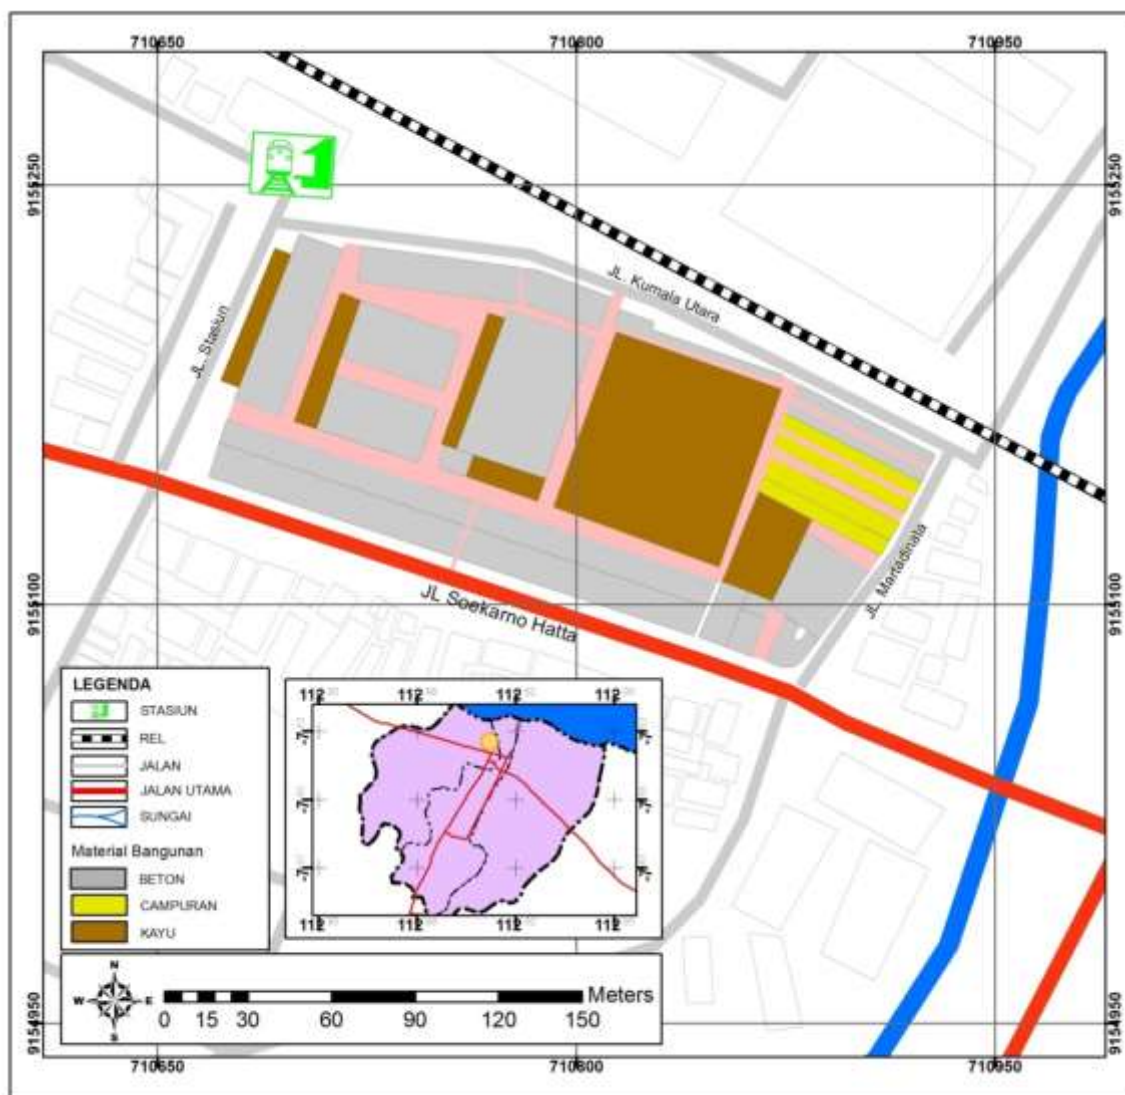 710650
710800
710950
9155250
9155250
JL. Kumala Utara
JL. Stasiun
JL. Martadinata
9155100
9155100
JL Soekarno Hatta
LEGENDA
STASIUN
REL
JALAN
JALAN UTAMA
SUNGAI
Material Bangunan
BETON
CAMPURAN
KAYU
112
112
112
112
112
112
112
112
N
W
E
S
Meters
0
15
30
60
90
120
150
9154950
9154950
710650
710800
710950